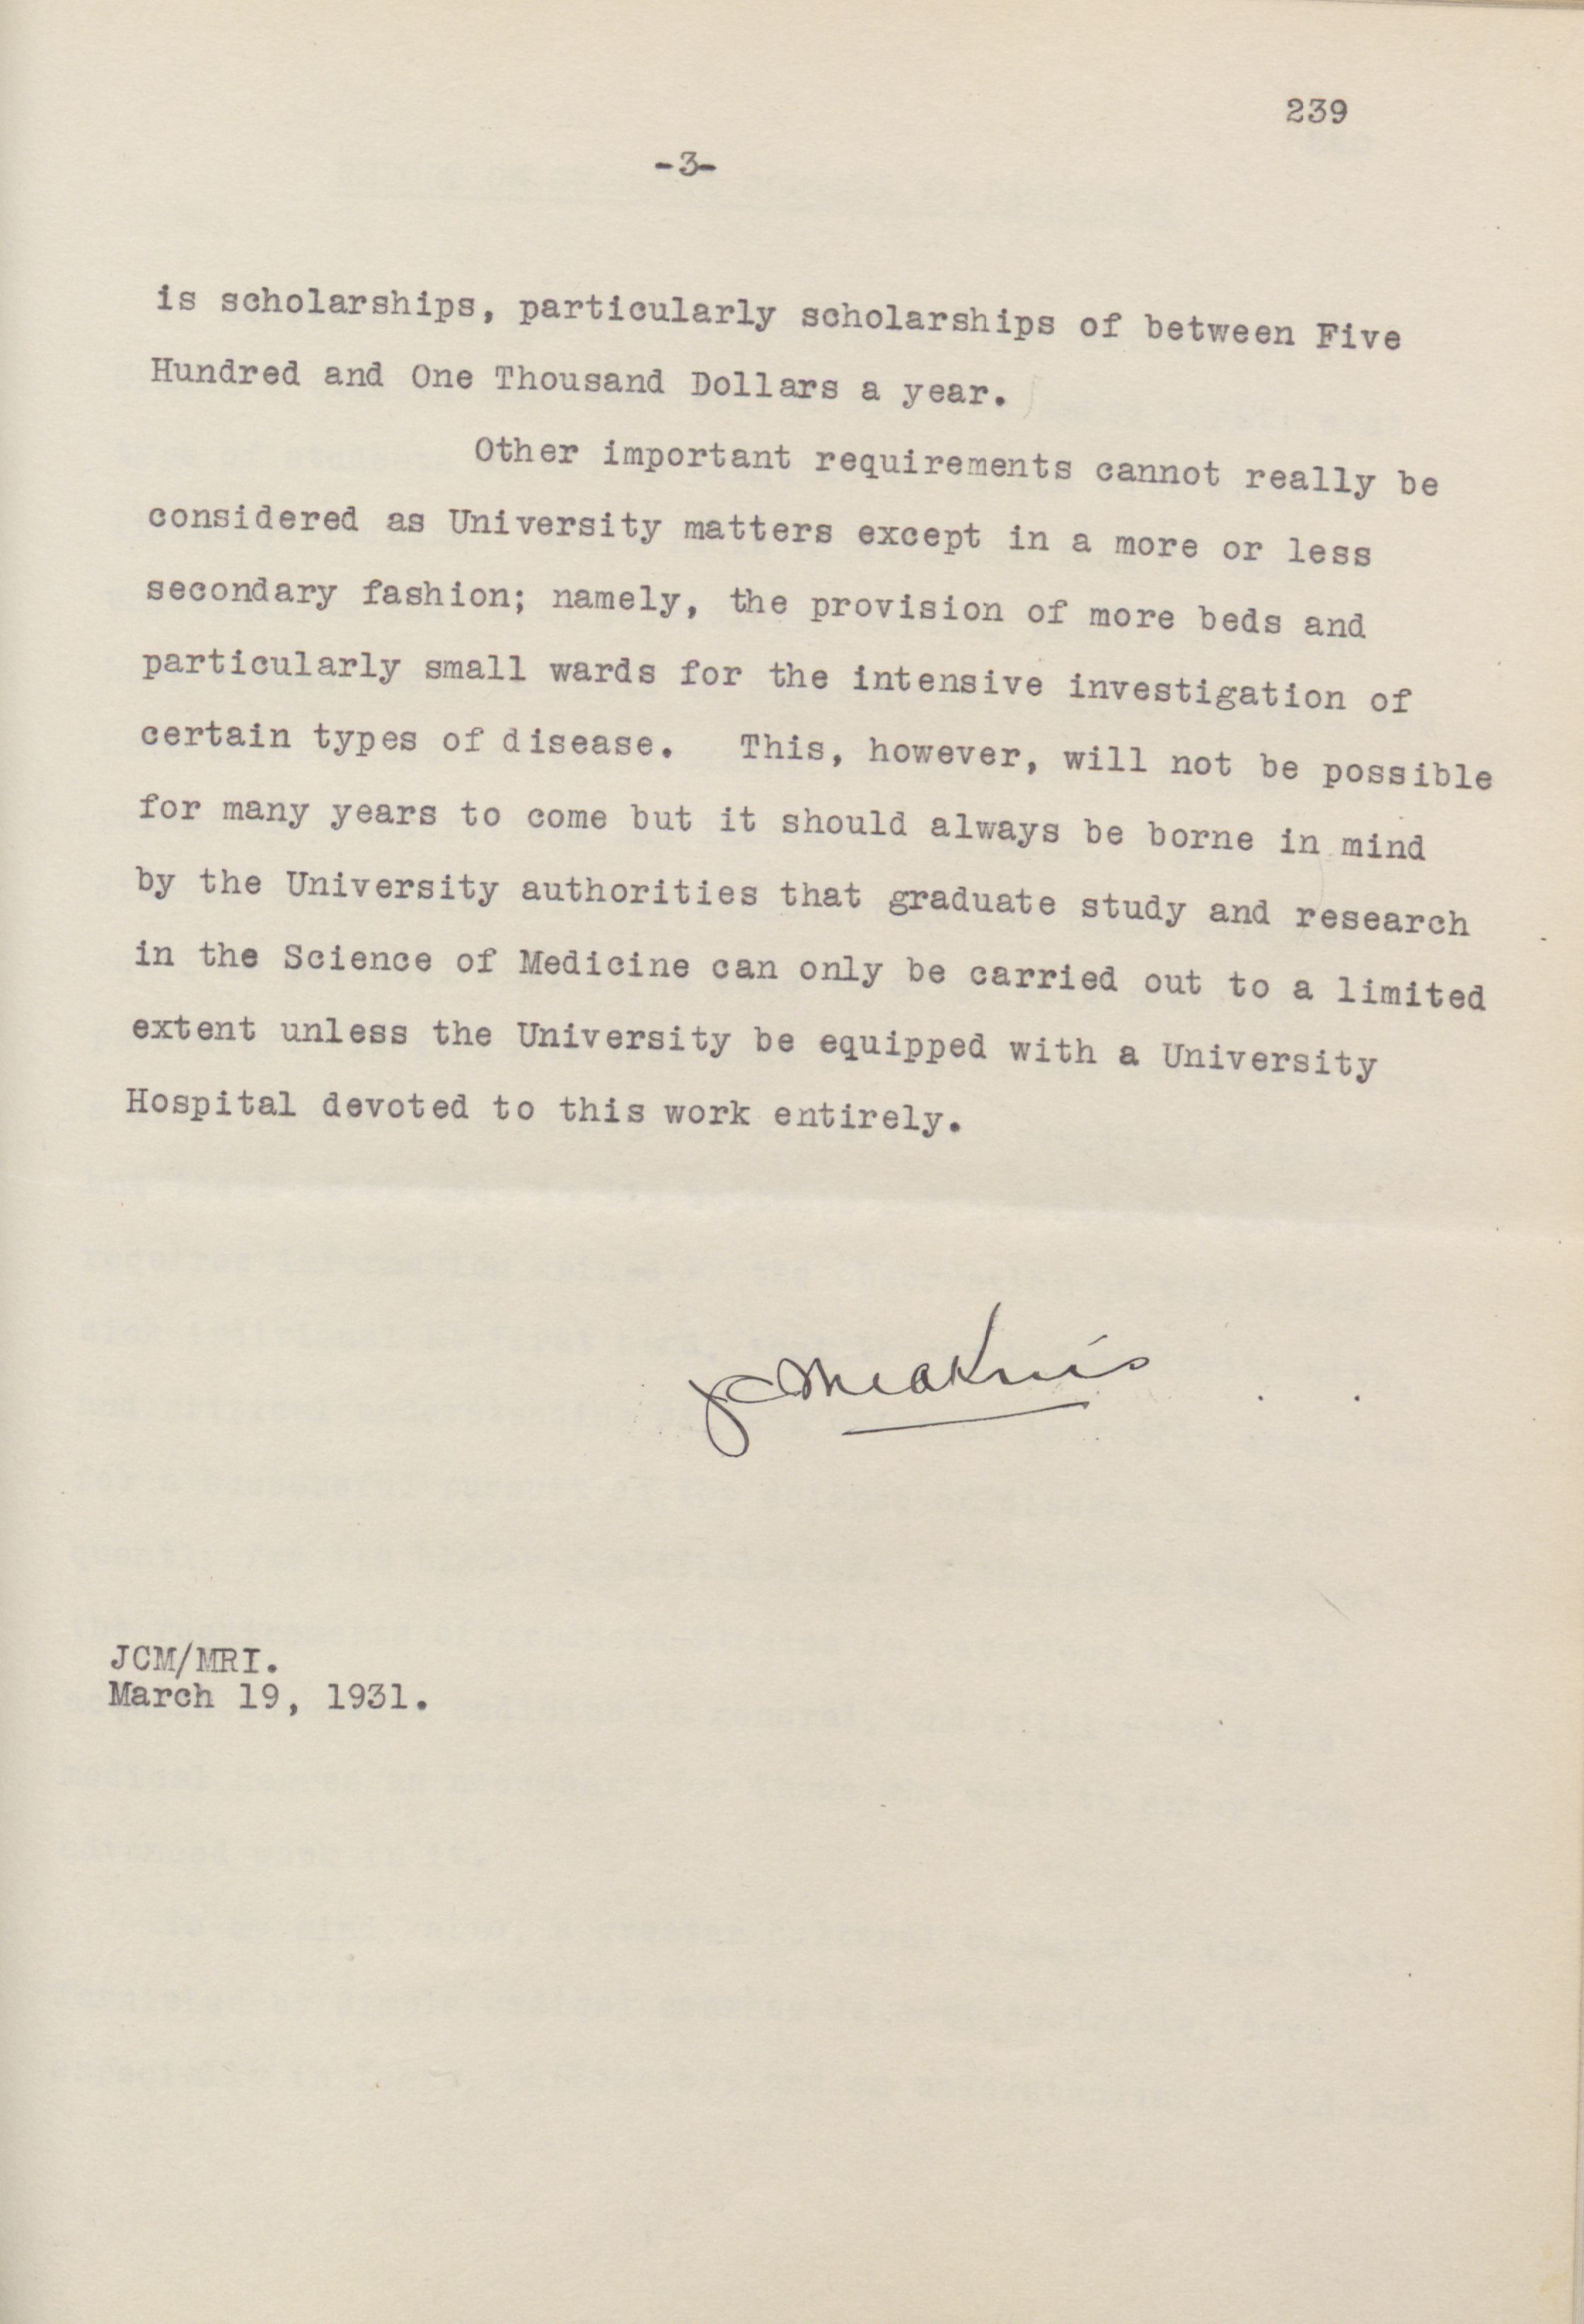 239
-3-
is scholarships, particularly scholarships of between Five
Hundred and One Thousand Dollars a year.
Other important requirements cannot really be
considered as University matters except in a more or less
secondary fashion; namely, the provision of more beds and
particularly small wards for the intensive investigation of
certain types of disease.   This, however, will not be possible
for many years to come but it should always be borne in mind
by the University authorities that graduate study and research
in the Science of Medicine can only be carried out to a limited
extent unless the University be equipped with a University
Hospital devoted to this work entirely.
JC Meakins
JCM/MRI.
March 19, 1931.